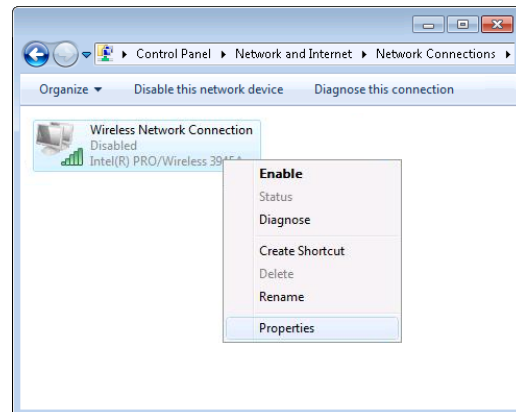 Control Panel ▸ Network and Internet ▸ Network Connections ▸
Organize Disable this network device Diagnose this connection
Wireless Network Connection
Disabled
Intel(R) PRO/Wireless
Enable
Status
Diagnose
Create Shortcut
Delete
Rename
Properties